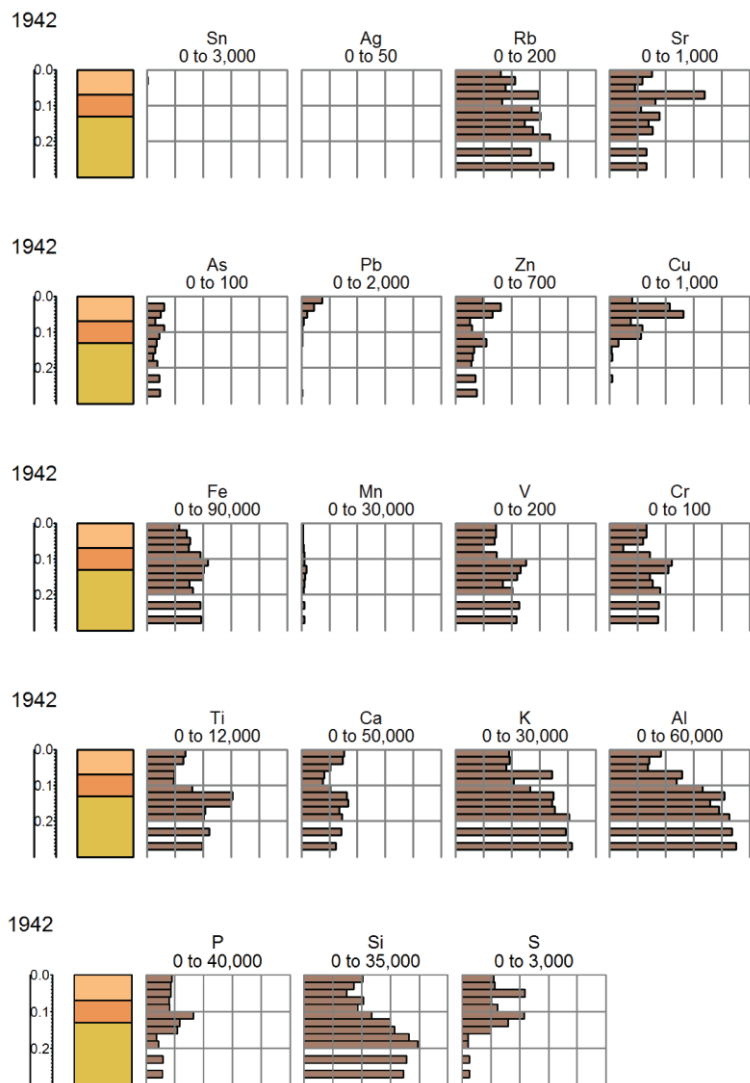 1942
Sn Ag Rb Sr
0 to 3,000 0 to 50 0 to 200 0 to 1,000
0.0
0.1
0.2
1942
As Pb Zn Cu
0 to 100 0 to 2,000 0 to 700 0 to 1,000
0.0
0.1
0.2
1942
Fe Mn V Cr
0 to 90,000 0 to 30,000 0 to 200 0 to 100
0.0
0.1
0.2
1942
Ti Ca K Al
0 to 12,000 0 to 50,000 0 to 30,000 0 to 60,000
0.0
0.1
0.2
1942
P Si S
0 to 40,000 0 to 35,000 0 to 3,000
0.0
0.1
0.2